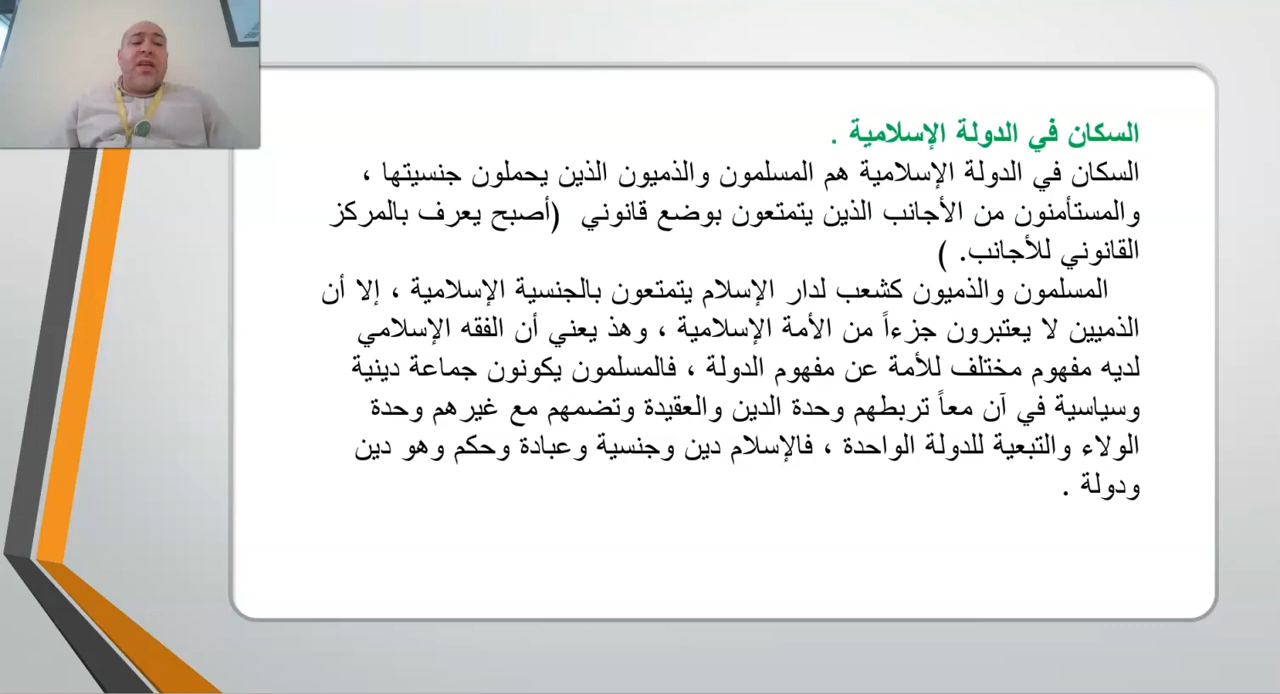 السكان في الدولة الإسلامية .
السكان في الدولة الإسلامية هم المسلمون والذميون الذين يحملون جنسيتها ،
والمستأمنون من الأجانب الذين يتمتعون بوضع قانوني (أصبح يعرف بالمركز
القانوني للأجانب. )
المسلمون والذميون كشعب لدار الإسلام يتمتعون بالجنسية الإسلامية ، إلا أن
الذميين لا يعتبرون جزءاً من الأمة الإسلامية ، وهذ يعني أن الفقه الإسلامي
لديه مفهوم مختلف للأمة عن مفهوم الدولة ، فالمسلمون يكونون جماعة دينية
وسياسية في آن معاً تربطهم وحدة الدين والعقيدة وتضمهم مع غيرهم وحدة
الولاء والتبعية للدولة الواحدة ، فالإسلام دين وجنسية وعبادة وحكم وهو دين
ودولة .